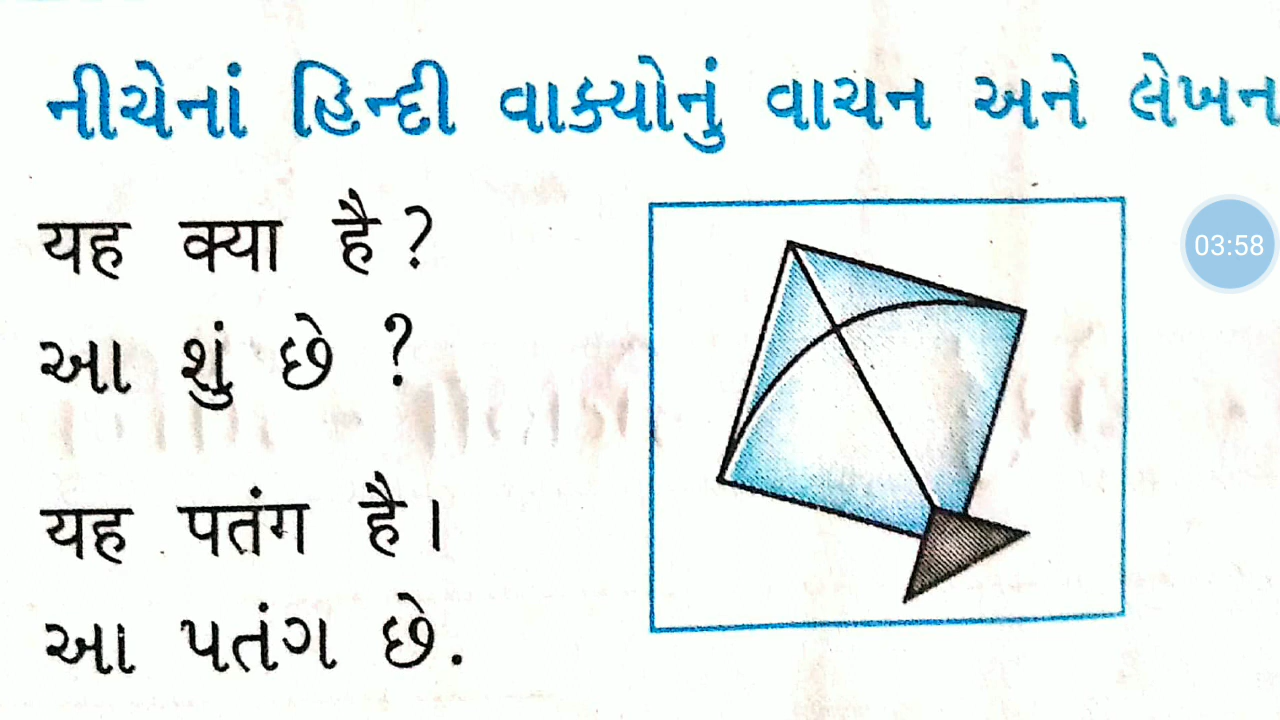 નીચેનાં હિન્દી વાક્યોનું વાચન અને લેખન
यह क्या है?
03:58
આ શું છે ?
यह पतंग है।
આ પતંગ છે.